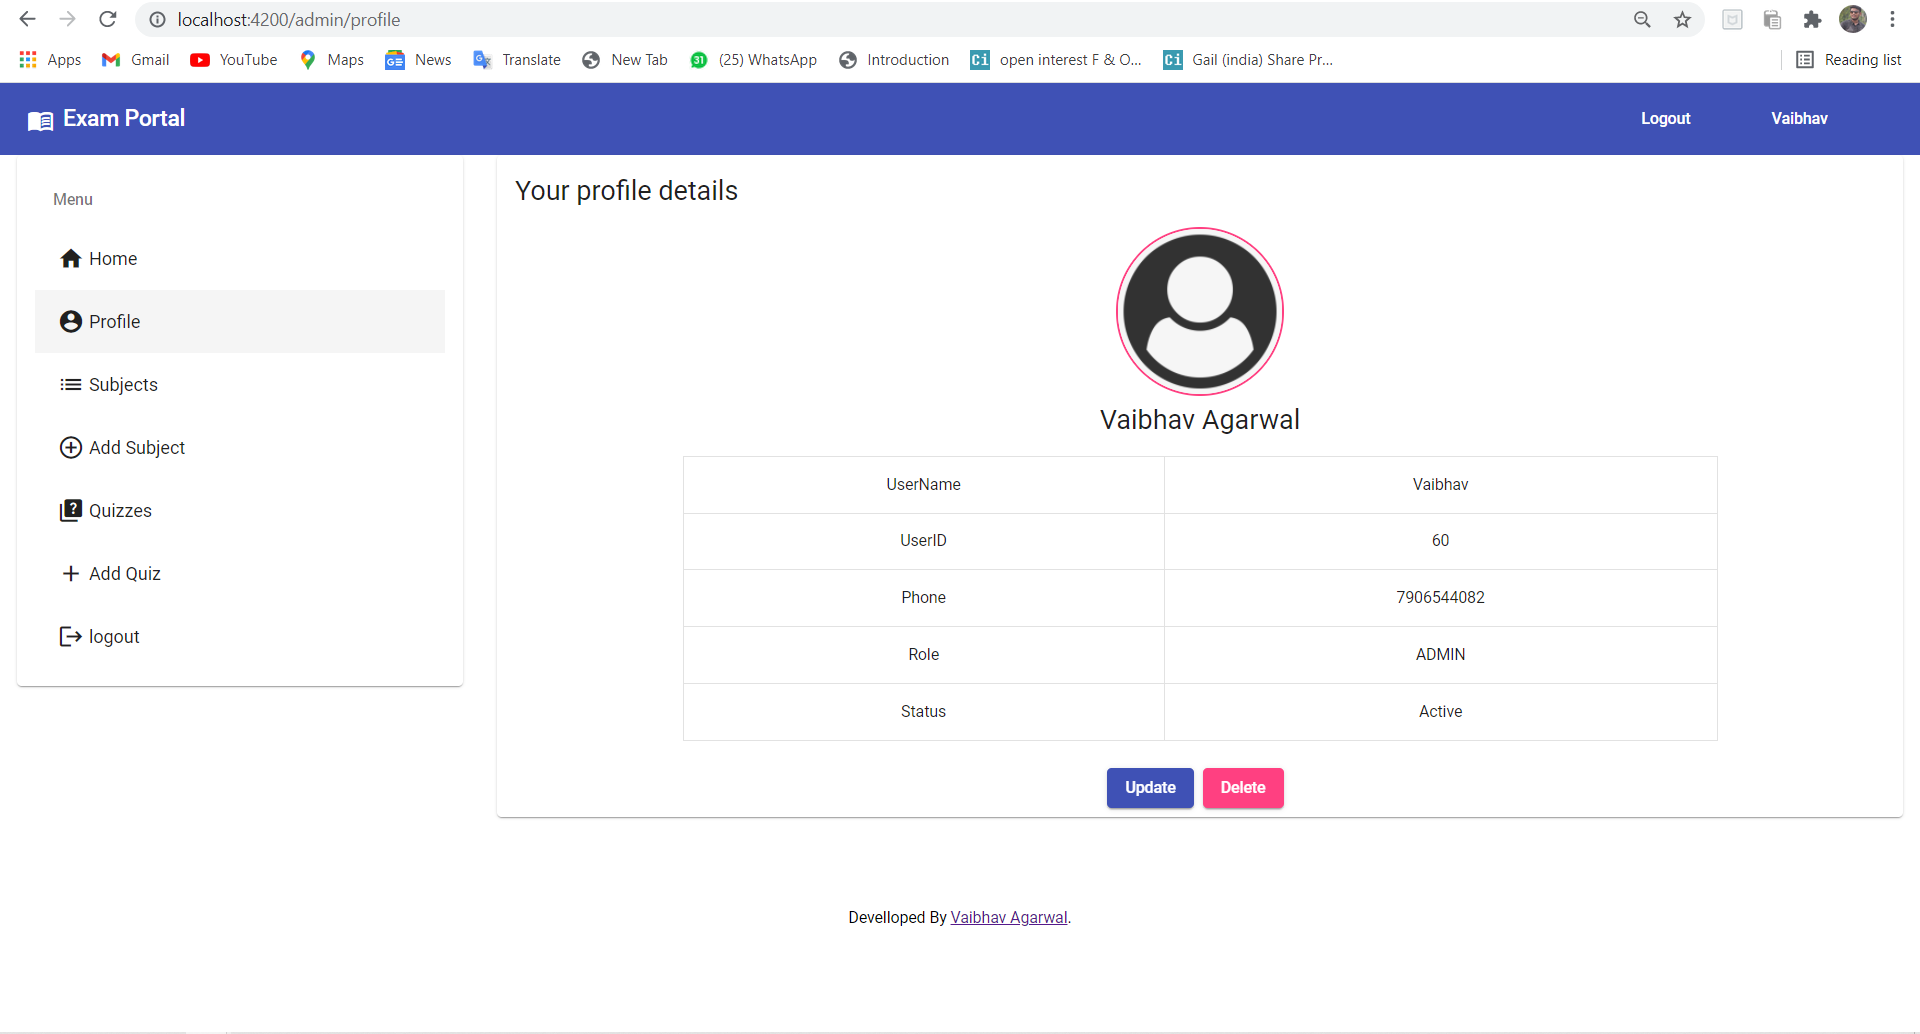 localhost:4200/admin/profile
Apps Gmail YouTube Maps News Translate New Tab 31 (25) WhatsApp Introduction Ci open interest F & O... Ci Gail (india) Share Pr... Reading list
Exam Portal Logout Vaibhav
Menu
Home
Profile
Subjects
Add Subject
Quizzes
Add Quiz
logout
Your profile details
Vaibhav Agarwal
UserName Vaibhav
UserID 60
Phone 7906544082
Role ADMIN
Status Active
Update Delete
Develloped By Vaibhav Agarwal.